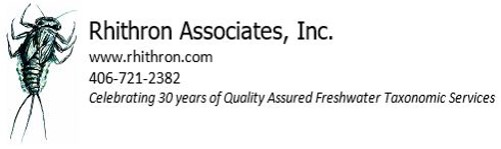 Rhithron Associates, Inc.
www.rhithron.com
406-721-2382
Celebrating 30 years of Quality Assured Freshwater Taxonomic Services